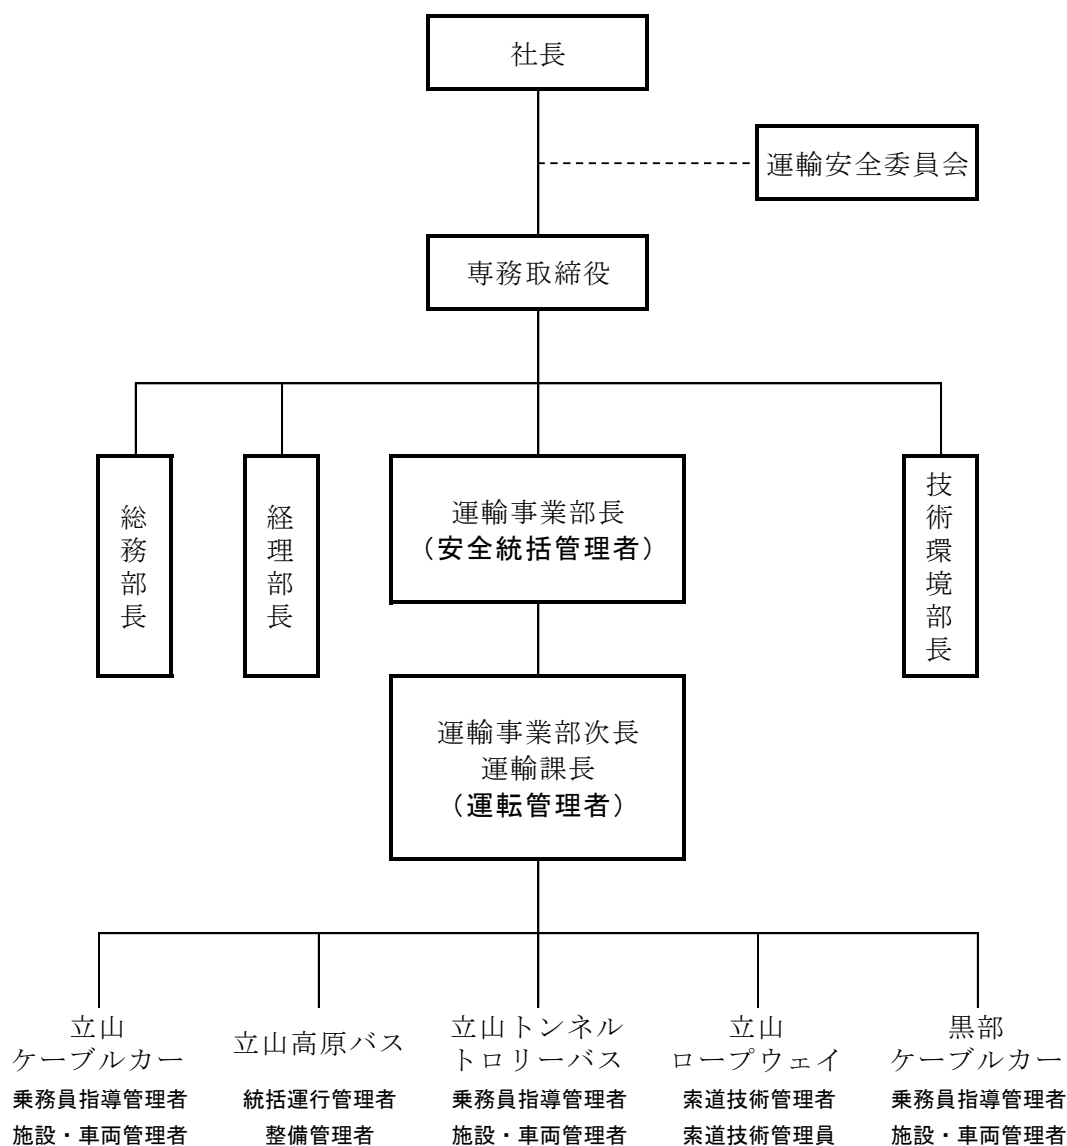 社長
運輸安全委員会
専務取締役
総務部長
経理部長
運輸事業部長
（安全統括管理者）
技術環境部長
運輸事業部次長
運輸課長
（運転管理者）
立山
ケーブルカー
乗務員指導管理者
施設・車両管理者
立山高原バス
統括運行管理者
整備管理者
立山トンネル
トロリーバス
乗務員指導管理者
施設・車両管理者
立山
ロープウェイ
索道技術管理者
索道技術管理員
黒部
ケーブルカー
乗務員指導管理者
施設・車両管理者